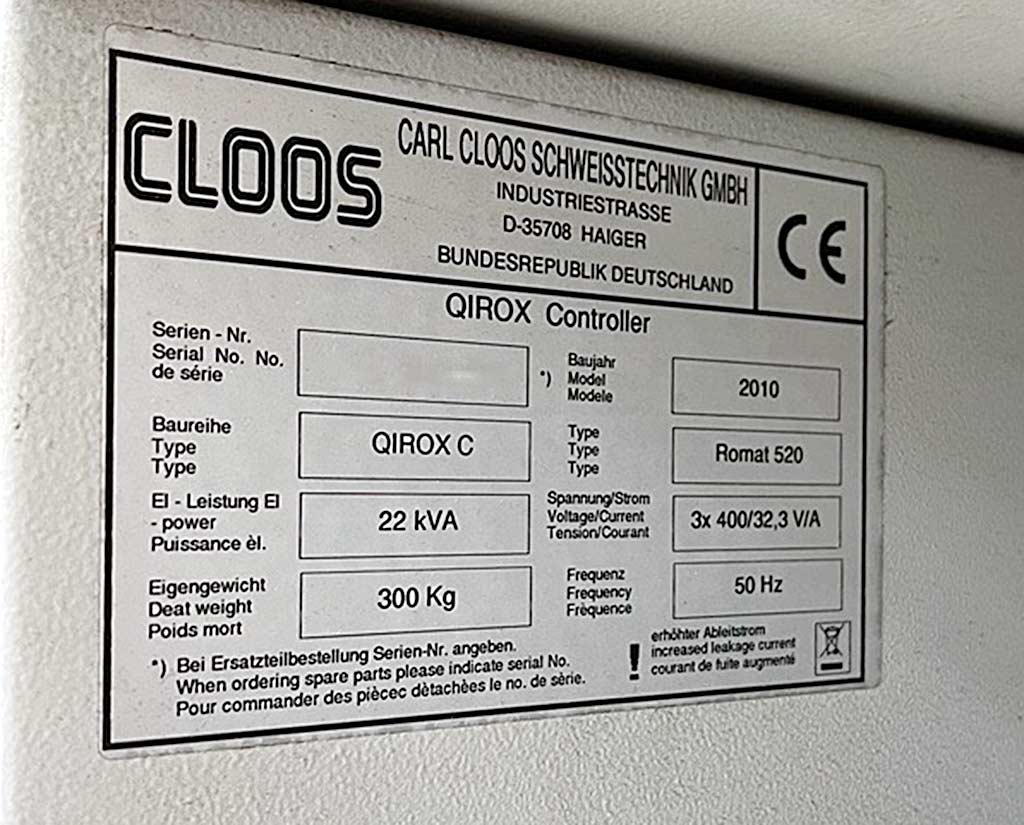 CLOOS
CARL CLOOS SCHWEISSTECHNIK GMBH
INDUSTRIESTRASSE
D-35708 HAIGER
BUNDESREPUBLIK DEUTSCHLAND
CE
QIROX Controller
Serien - Nr.
Serial No. No.
de série
*) Baujahr
Model
Modele
2010
Baureihe
Type
Type
QIROX C
Type
Type
Type
Romat 520
El - Leistung El
- power
Puissance èl.
22 kVA
Spannung/Strom
Voltage/Current
Tension/Courant
3x 400/32,3 V/A
Eigengewicht
Deat weight
Poids mort
300 Kg
Frequenz
Frequency
Frèquence
50 Hz
*) Bei Ersatzteilbestellung Serien-Nr. angeben.
When ordering spare parts please indicate serial No.
Pour commander des piècec dètachèes le no. de sèrie.
! erhöhter Ableitstrom
increased leakage current
courant de fuite augmenté